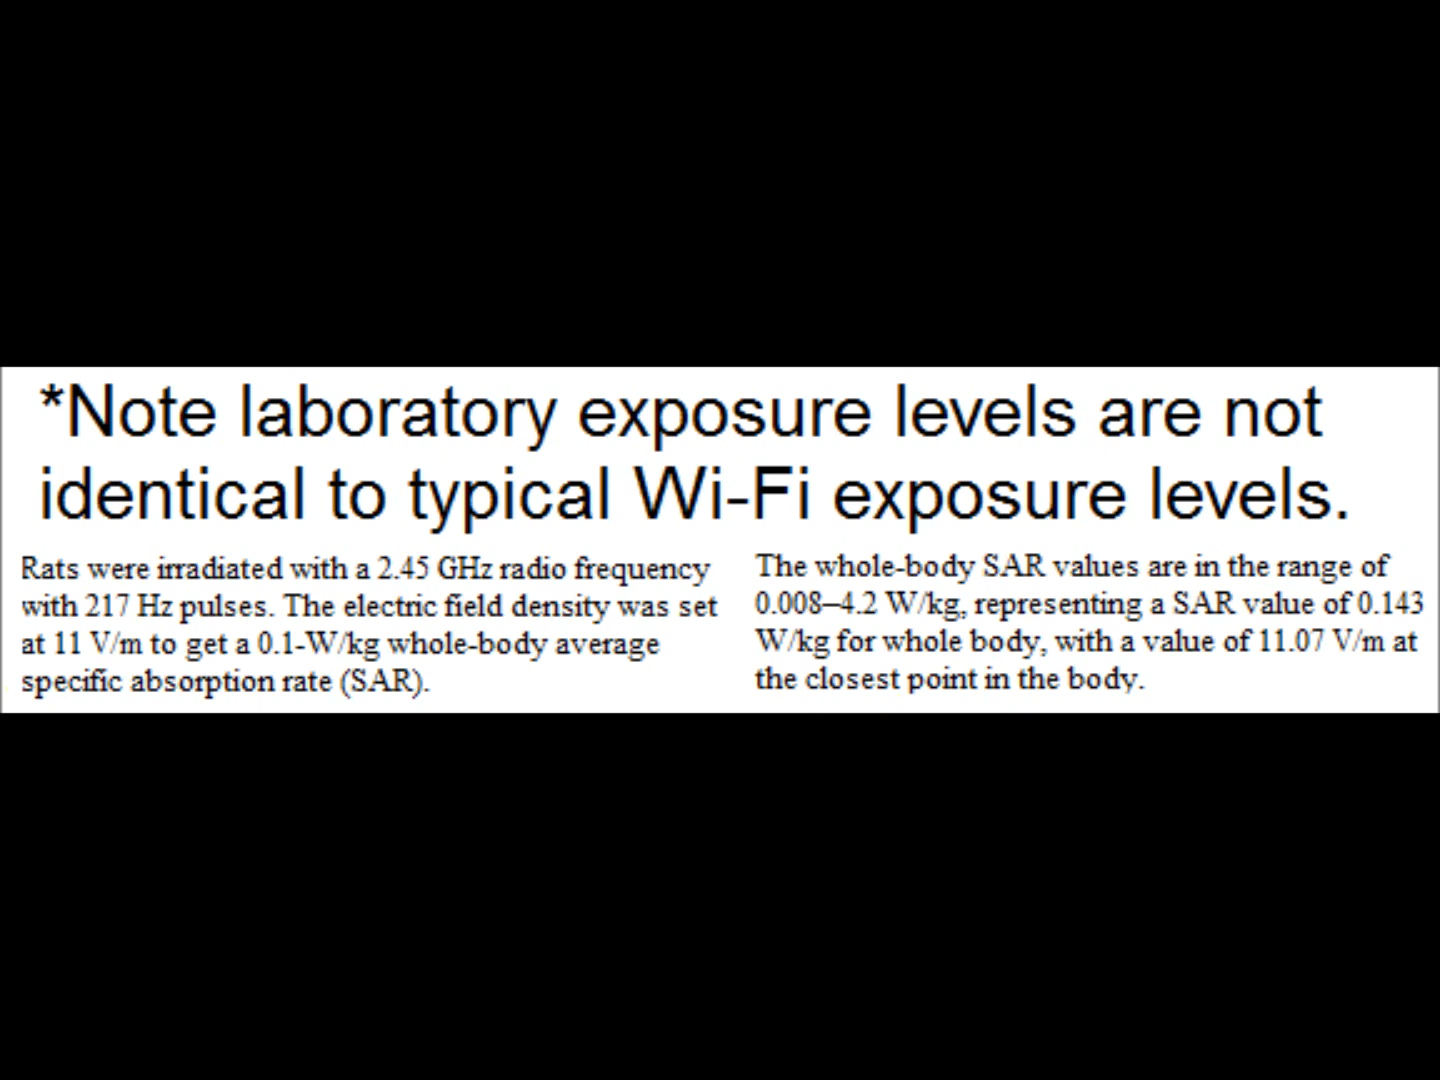 *Note laboratory exposure levels are not
identical to typical Wi-Fi exposure levels.
Rats were irradiated with a 2.45 GHz radio frequency
with 217 Hz pulses. The electric field density was set
at 11 V/m to get a 0.1-W/kg whole-body average
specific absorption rate (SAR).
The whole-body SAR values are in the range of
0.008–4.2 W/kg, representing a SAR value of 0.143
W/kg for whole body, with a value of 11.07 V/m at
the closest point in the body.